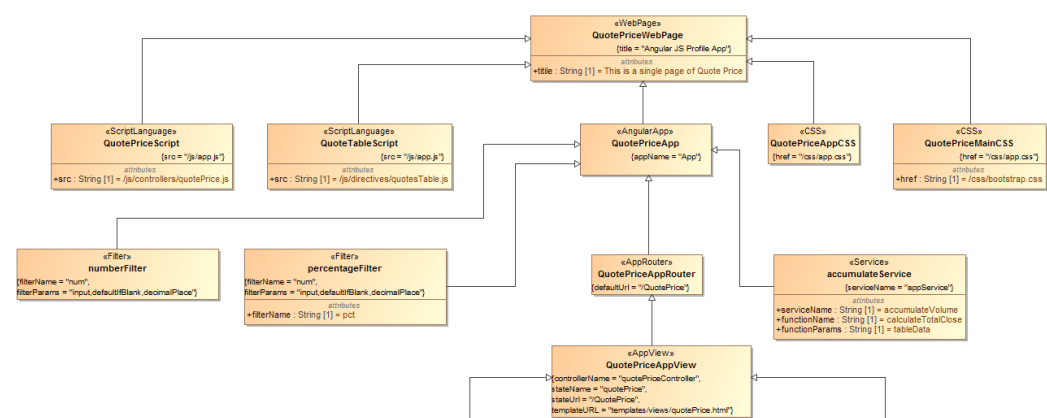 «WebPage»
QuotePriceWebPage
{title = "Angular JS Profile App"}
attributes
+titile : String [1] = This is a single page of Quote Price
«ScriptLanguage»
QuotePriceScript
{src = "/js/app.js"}
attributes
+src : String [1] = /js/controllers/quotePrice.js
«ScriptLanguage»
QuoteTableScript
{src = "/js/app.js"}
attributes
+src : String [1] = /js/directives/quotesTable.js
«AngularApp»
QuotePriceApp
{appName = "App"}
«CSS»
QuotePriceAppCSS
{href = "/css/app.css"}
«CSS»
QuotePriceMainCSS
{href = "/css/app.css"}
attributes
+href : String [1] = /css/bootstrap.css
«Filter»
numberFilter
{filterName = "num",
filterParams = "input,defaultIfBlank,decimalPlace"}
«Filter»
percentageFilter
{filterName = "num",
filterParams = "input,defaultIfBlank,decimalPlace"}
attributes
+filterName : String [1] = pct
«AppRouter»
QuotePriceAppRouter
{defaultUrl = "/QuotePrice"}
«Service»
accumulateService
{serviceName = "appService"}
attributes
+serviceName : String [1] = accumulateVolume
+functionName : String [1] = calculateTotalClose
+functionParams : String [1] = tableData
«AppView»
QuotePriceAppView
{controllerName = "quotePriceController",
stateName = "quotePrice",
stateUrl = "/QuotePrice",
templateURL = "templates/views/quotePrice.html"}